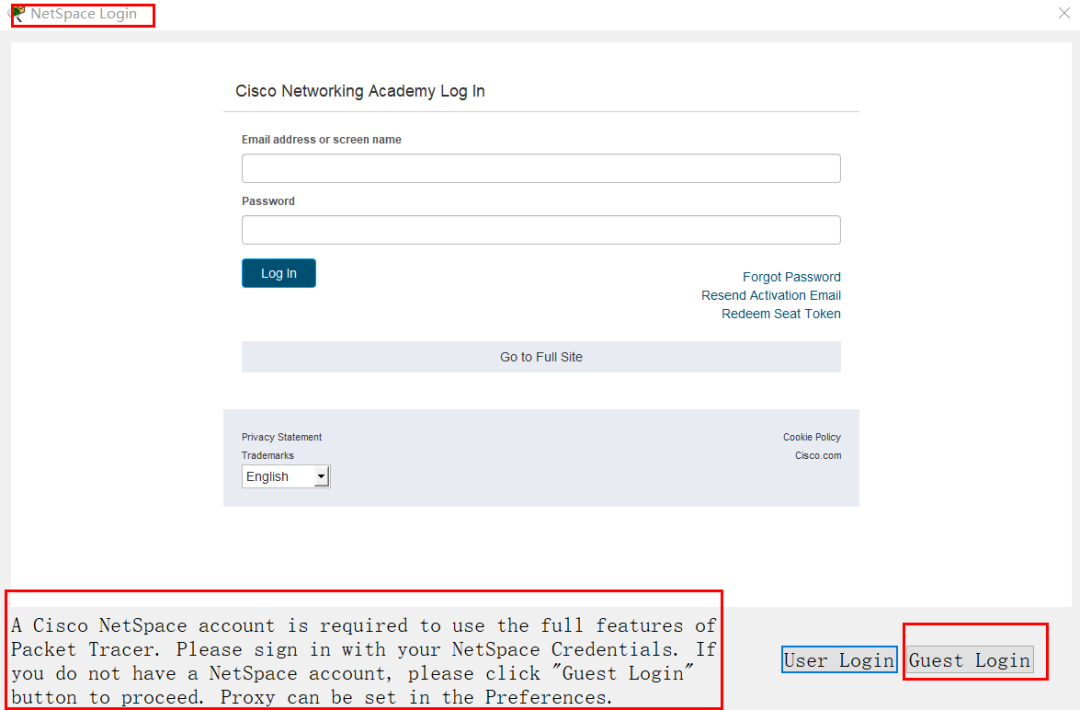 NetSpace Login
Cisco Networking Academy Log In
Email address or screen name
Password
Log In
Forgot Password
Resend Activation Email
Redeem Seat Token
Go to Full Site
Privacy Statement
Cookie Policy
Trademarks
Cisco.com
English
A Cisco NetSpace account is required to use the full features of
Packet Tracer. Please sign in with your NetSpace Credentials. If
you do not have a NetSpace account, please click "Guest Login"
button to proceed. Proxy can be set in the Preferences.
User Login
Guest Login